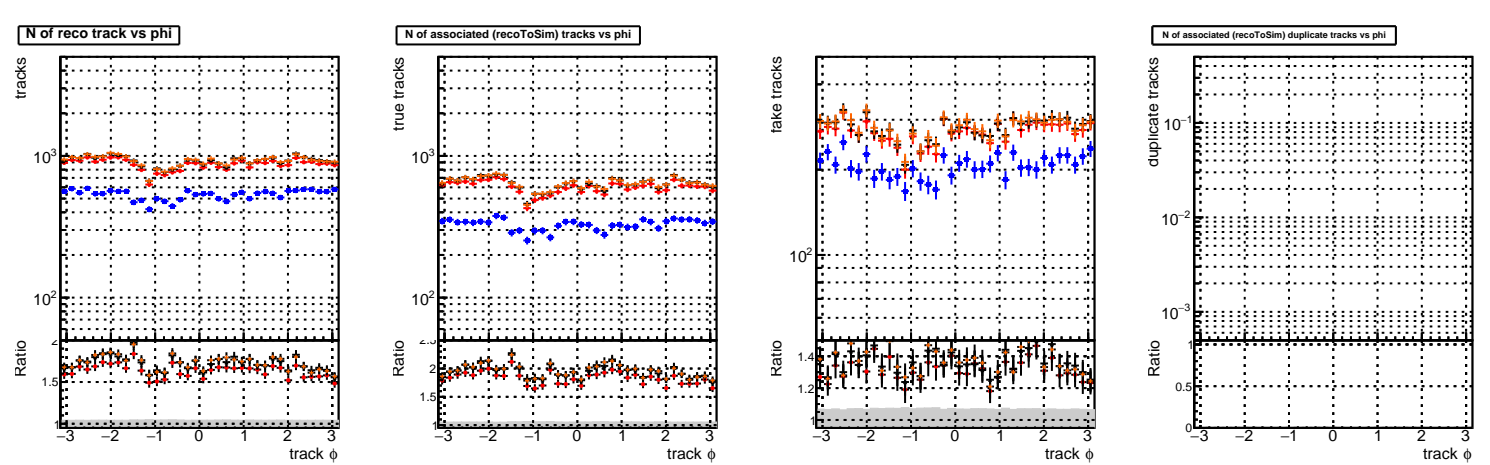 N of reco track vs phi
tracks
10³
10²
Ratio
2
1.5
1
−3 −2 −1 0 1 2 3
track ϕ
N of associated (recoToSim) tracks vs phi
true tracks
10³
10²
Ratio
2.5
2
1.5
1
−3 −2 −1 0 1 2 3
track ϕ
fake tracks
10²
Ratio
1.4
1.2
1
−3 −2 −1 0 1 2 3
track ϕ
N of associated (recoToSim) duplicate tracks vs phi
duplicate tracks
10⁻¹
10⁻²
10⁻³
Ratio
1
0.5
0
−3 −2 −1 0 1 2 3
track ϕ